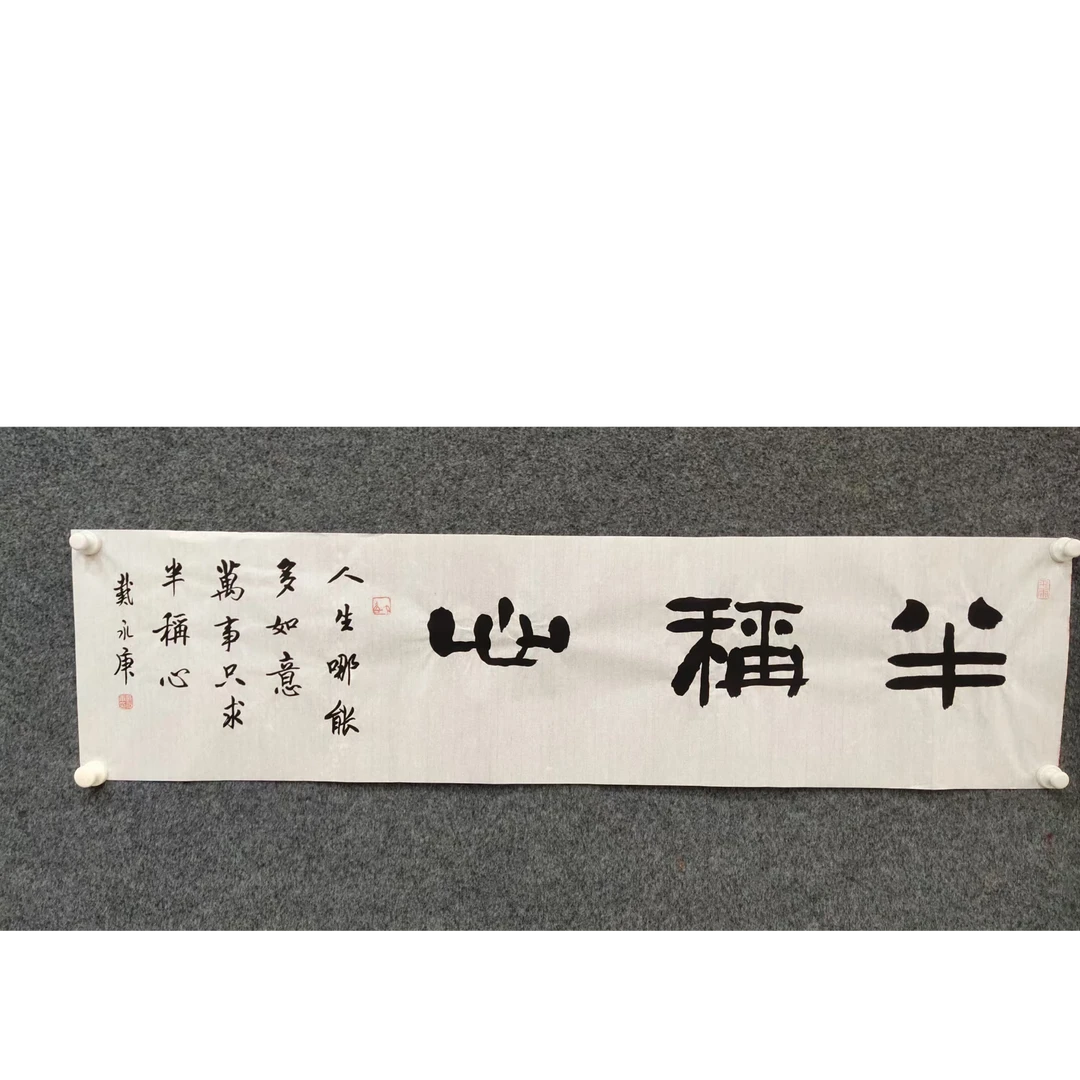 半稱心
人生哪能
多如意
萬事只求
半稱心
戴永庚